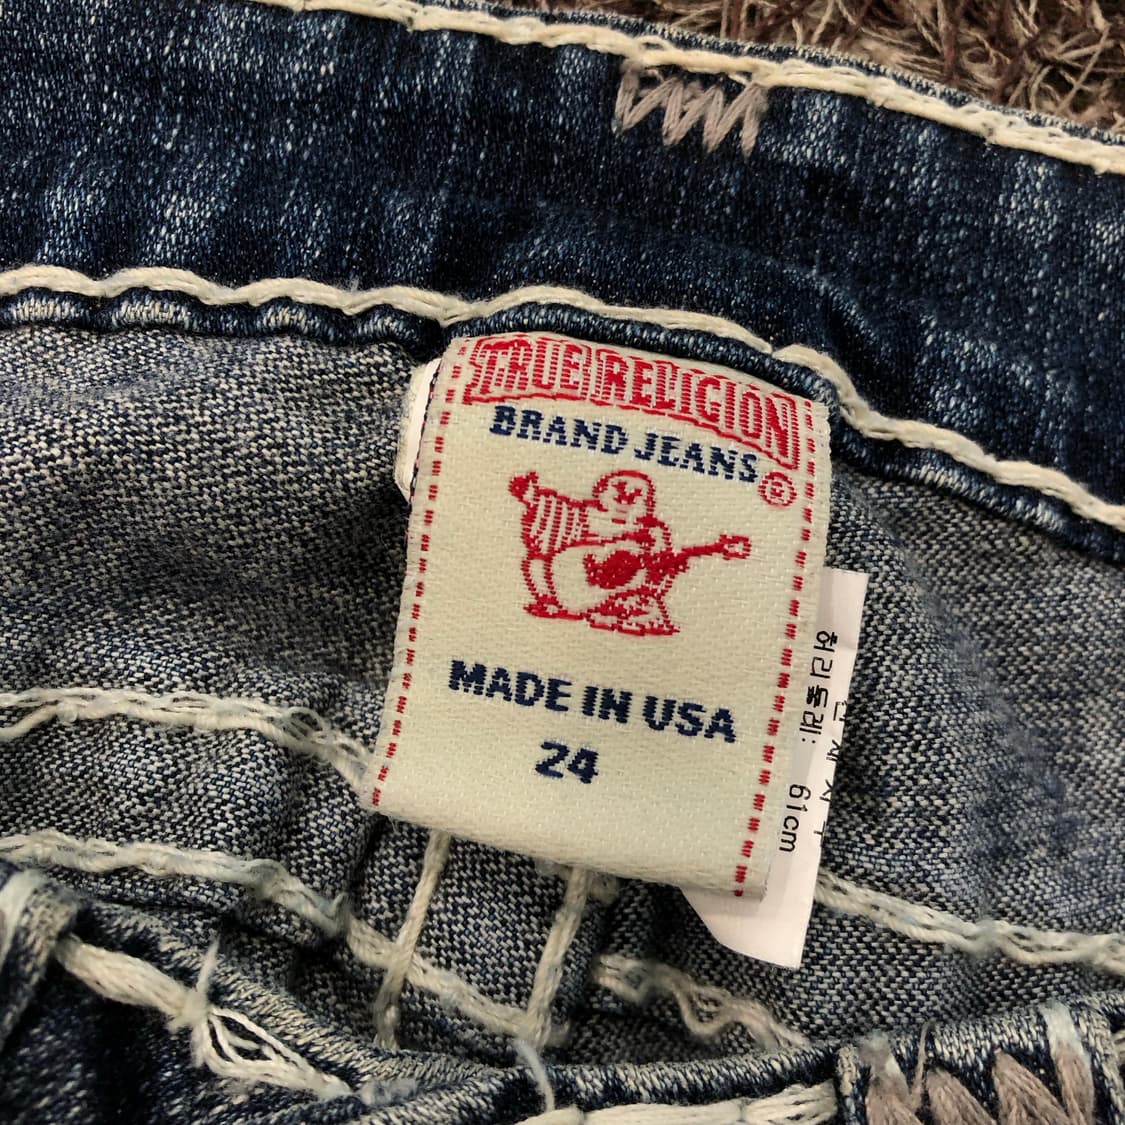 TRUE RELIGION
BRAND JEANS®
MADE IN USA
24
허리둘레: 61cm